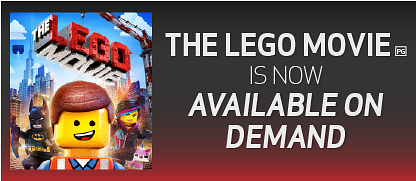 THE
LEGO
MOVIE
THE LEGO MOVIE PG
IS NOW
AVAILABLE ON
DEMAND